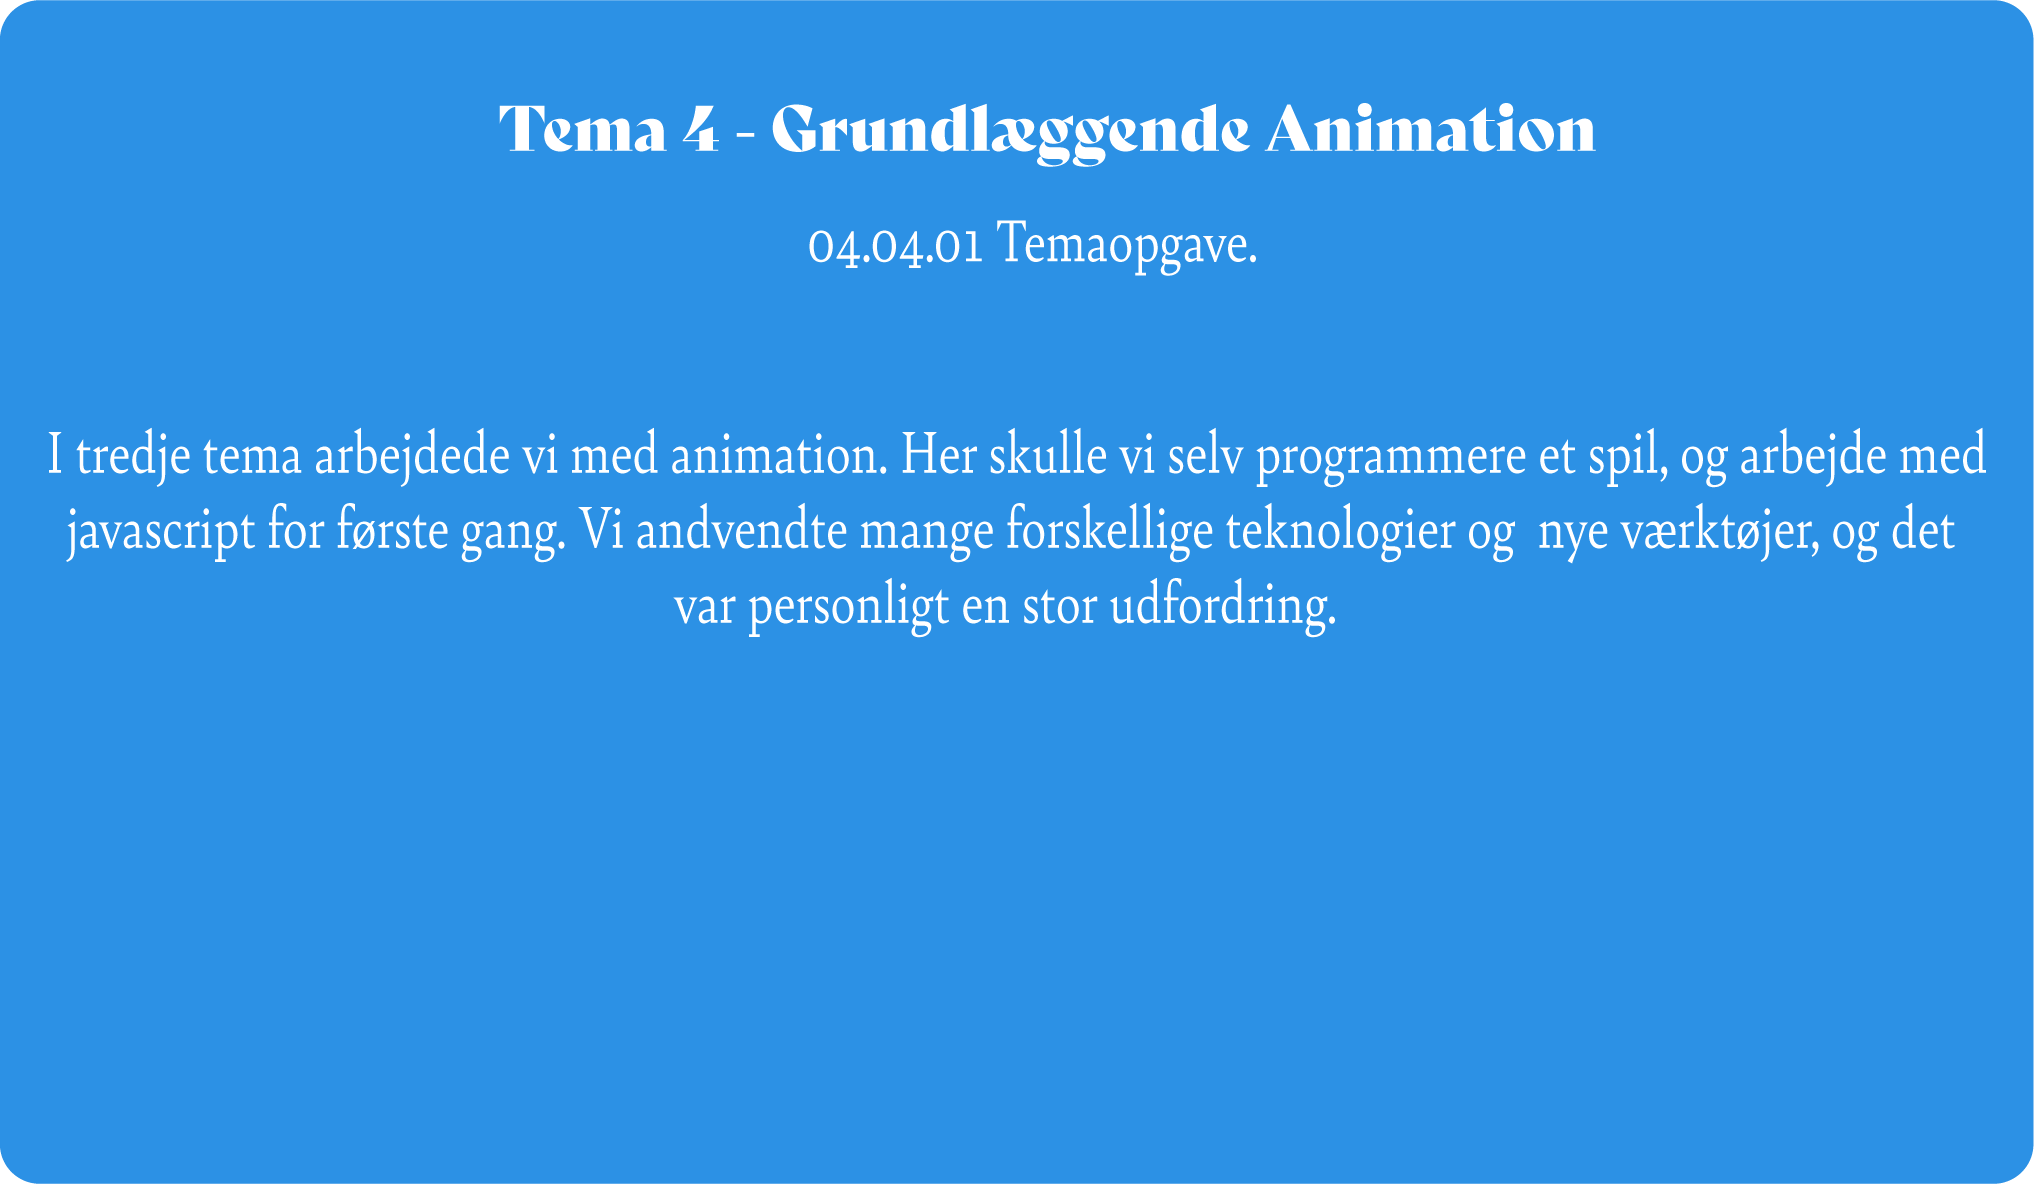 Tema 4 - Grundlæggende Animation
04.04.01 Temaopgave.
I tredje tema arbejdede vi med animation. Her skulle vi selv programmere et spil, og arbejde med
javascript for første gang. Vi andvendte mange forskellige teknologier og  nye værktøjer, og det
var personligt en stor udfordring.